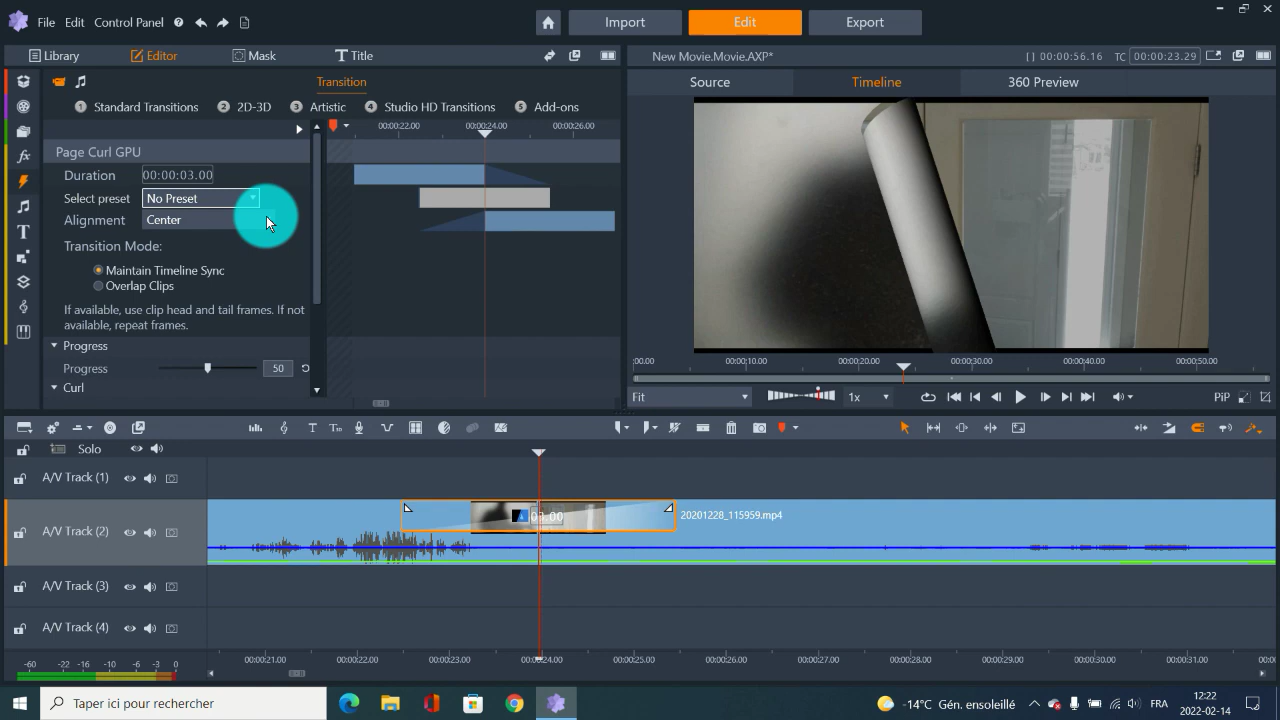 File Edit Control Panel
Import Edit Export
Library Editor Mask Title
New Movie.Movie.AXP* [ ] 00:00:56.16 TC 00:00:23.29
Transition
Source Timeline 360 Preview
1 Standard Transitions 2 2D-3D 3 Artistic 4 Studio HD Transitions 5 Add-ons
00:00:22.00 00:00:24.00 00:00:26.00
Page Curl GPU
Duration 00:00:03.00
Select preset No Preset
Alignment Center
Transition Mode:
Maintain Timeline Sync
Overlap Clips
If available, use clip head and tail frames. If not
available, repeat frames.
Progress
Progress 50
Curl
;00.00 00:00:10.00 00:00:20.00 00:00:30.00 00:00:40.00 00:00:50.00
Fit 1x PiP
Solo
A/V Track (1)
A/V Track (2) 20201228_115959.mp4
A/V Track (3)
A/V Track (4)
-60 -22 -16 -10 -6 -3 0
00:00:21.00 00:00:22.00 00:00:23.00 00:00:24.00 00:00:25.00 00:00:26.00 00:00:27.00 00:00:28.00 00:00:29.00 00:00:30.00 00:00:31.00
Taper ici pour rechercher
-14°C Gén. ensoleillé FRA 12:22
2022-02-14